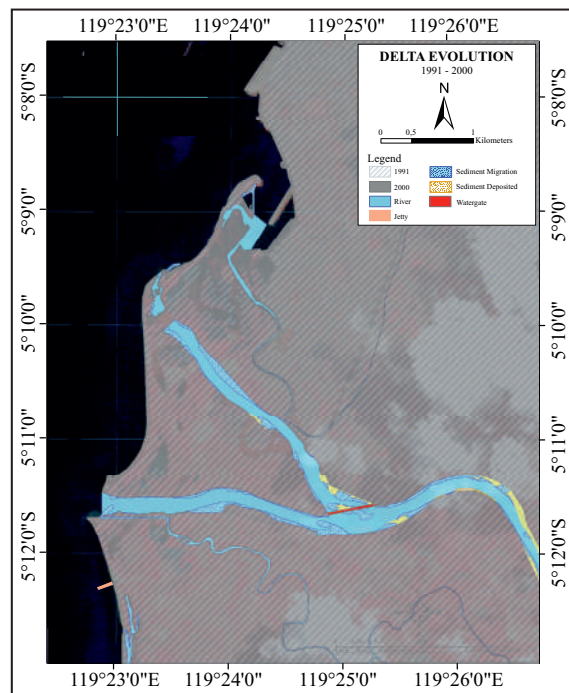 119°23'0"E 119°24'0"E 119°25'0"E 119°26'0"E
DELTA EVOLUTION
1991 - 2000
N
0 0,5 1
Kilometers
Legend
1991
2000
River
Jetty
Sediment Migration
Sediment Deposited
Watergate
5°8'0"S 5°8'0"S
5°9'0"S 5°9'0"S
5°10'0"S 5°10'0"S
5°11'0"S 5°11'0"S
5°12'0"S 5°12'0"S
119°23'0"E 119°24'0"E 119°25'0"E 119°26'0"E